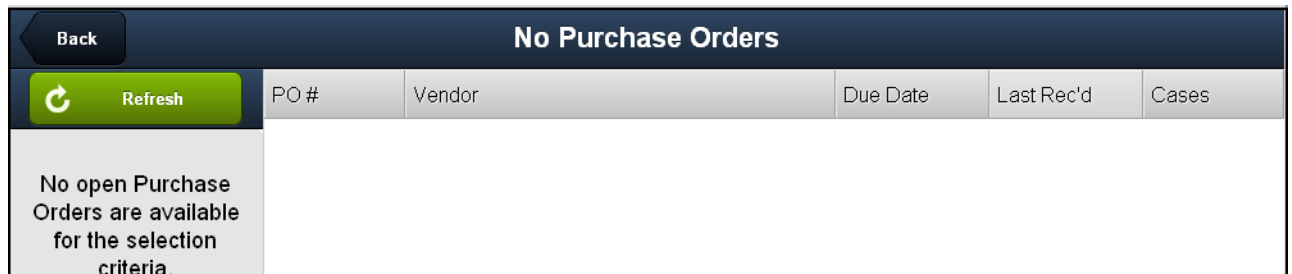 Back
No Purchase Orders
Refresh
PO #
Vendor
Due Date
Last Rec'd
Cases
No open Purchase
Orders are available
for the selection
criteria.